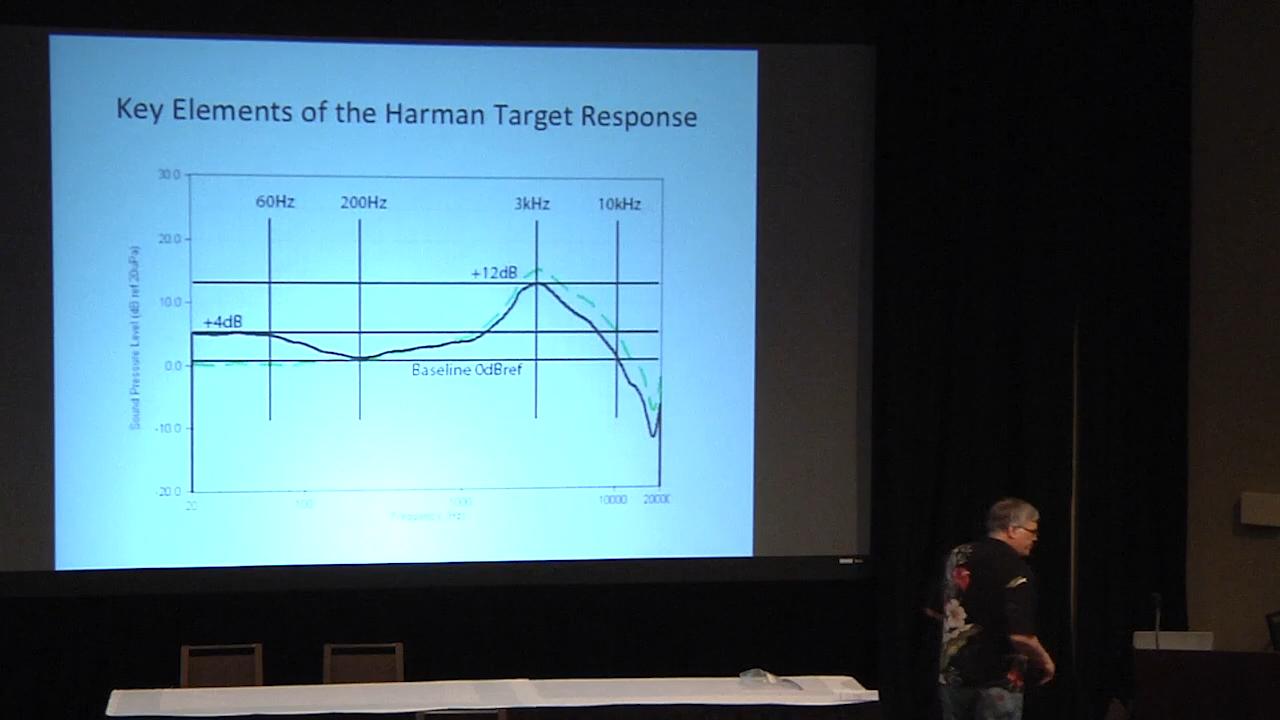 Key Elements of the Harman Target Response
30.0
60Hz 200Hz 3kHz 10kHz
20.0
+12dB
10.0
+4dB
0.0
Baseline 0dBref
-10.0
-20.0
20 100 1000 10000 20000
Frequency (Hz)
Sound Pressure Level (dB ref 20uPa)